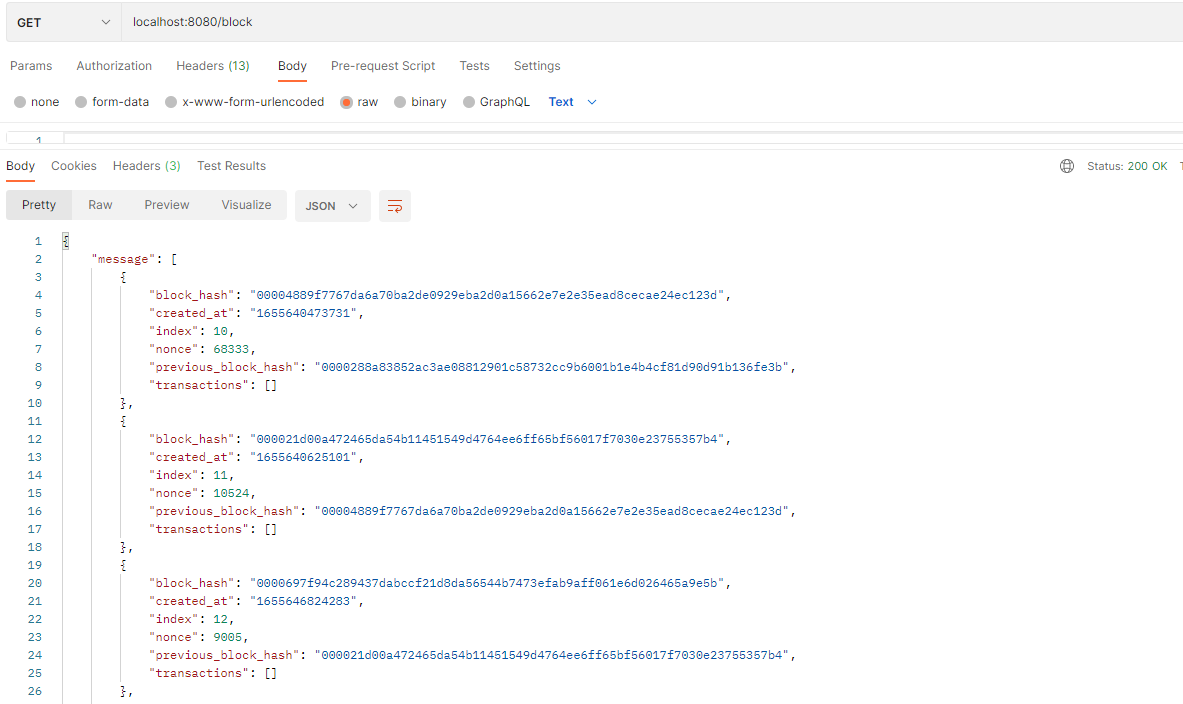 GET localhost:8080/block
Params Authorization Headers (13) Body Pre-request Script Tests Settings
none form-data x-www-form-urlencoded raw binary GraphQL Text
1
Body Cookies Headers (3) Test Results Status: 200 OK
Pretty Raw Preview Visualize JSON
1 {
2 "message": [
3 {
4 "block_hash": "00004889f7767da6a70ba2de0929eba2d0a15662e7e2e35ead8cecae24ec123d",
5 "created_at": "1655640473731",
6 "index": 10,
7 "nonce": 68333,
8 "previous_block_hash": "0000288a83852ac3ae08812901c58732cc9b6001b1e4b4cf81d90d91b136fe3b",
9 "transactions": []
10 },
11 {
12 "block_hash": "000021d00a472465da54b11451549d4764ee6ff65bf56017f7030e23755357b4",
13 "created_at": "1655640625101",
14 "index": 11,
15 "nonce": 10524,
16 "previous_block_hash": "00004889f7767da6a70ba2de0929eba2d0a15662e7e2e35ead8cecae24ec123d",
17 "transactions": []
18 },
19 {
20 "block_hash": "0000697f94c289437dabccf21d8da56544b7473efab9aff061e6d026465a9e5b",
21 "created_at": "1655646824283",
22 "index": 12,
23 "nonce": 9005,
24 "previous_block_hash": "000021d00a472465da54b11451549d4764ee6ff65bf56017f7030e23755357b4",
25 "transactions": []
26 },